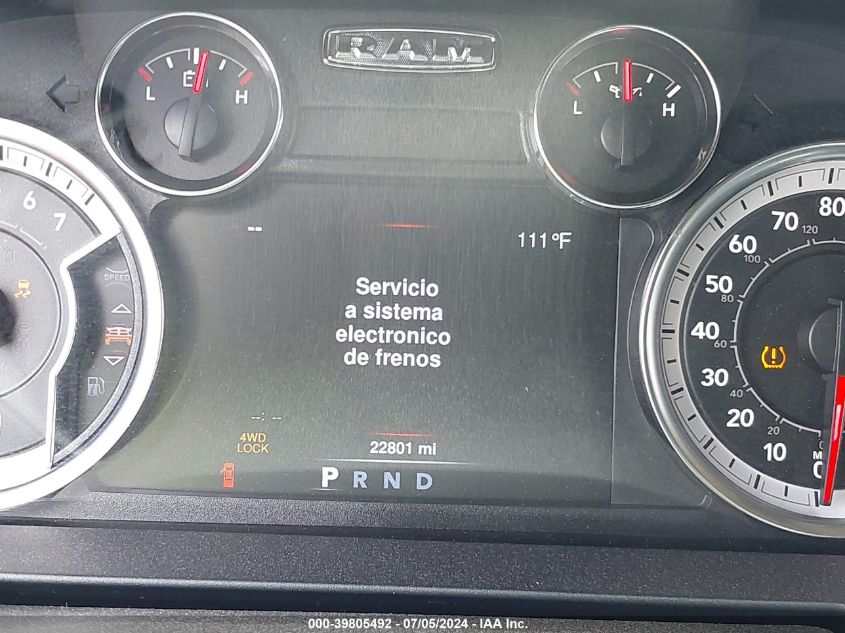 RAM
L H
L H
6
7
SPEED
-- 111°F
Servicio
a sistema
electronico
de frenos
--:--
4WD
LOCK
22801 mi
P R N D
80
70
60
50
40
30
20
10
0
120
100
80
60
40
20
000-39805492 - 07/05/2024 - IAA Inc.